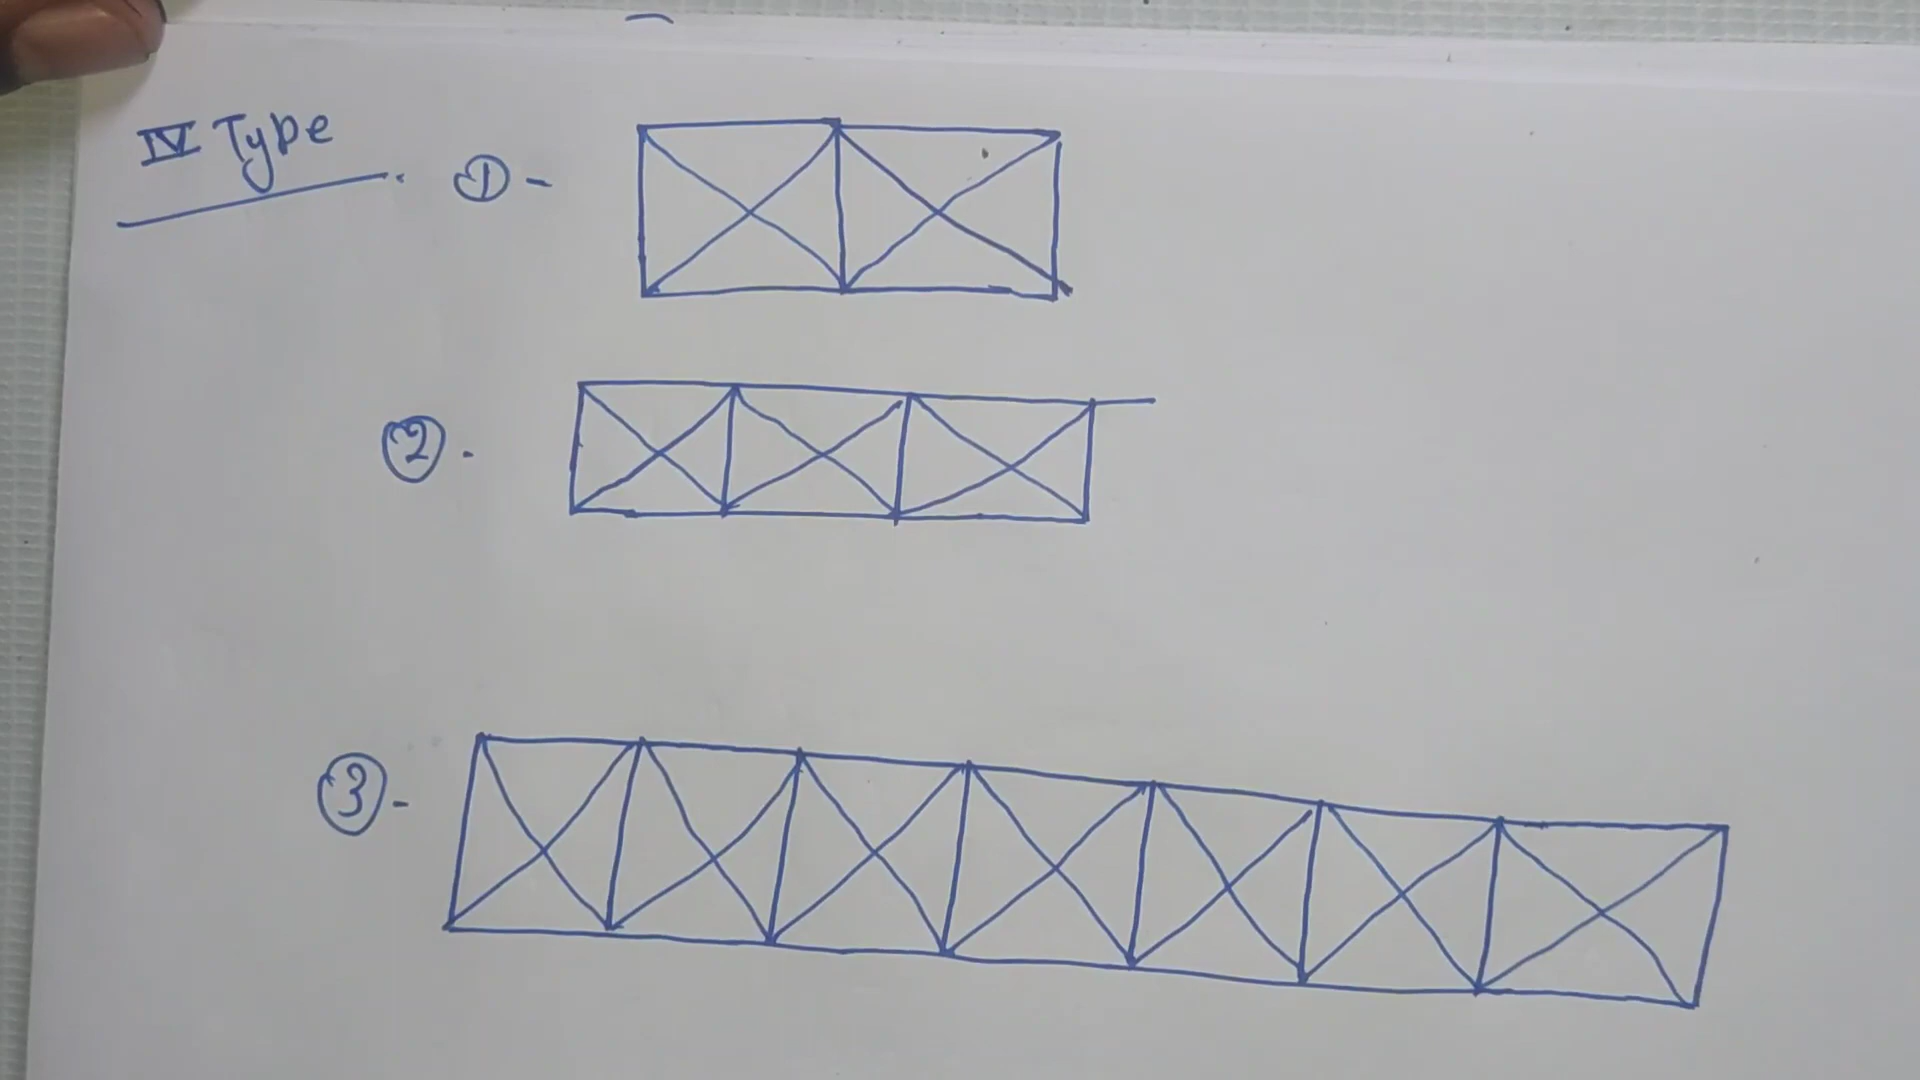 IV Type
① -
② -
③ -